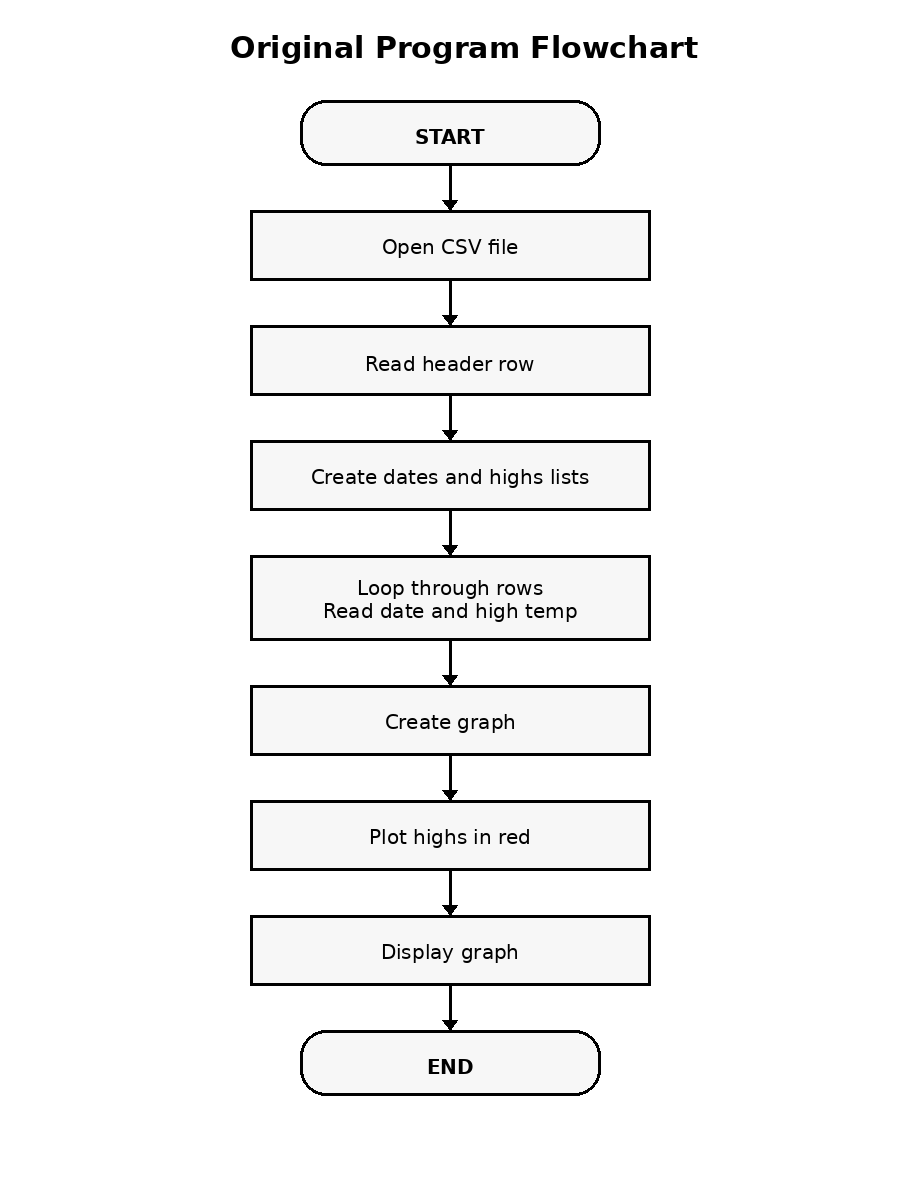 Original Program Flowchart
START
Open CSV file
Read header row
Create dates and highs lists
Loop through rows
Read date and high temp
Create graph
Plot highs in red
Display graph
END